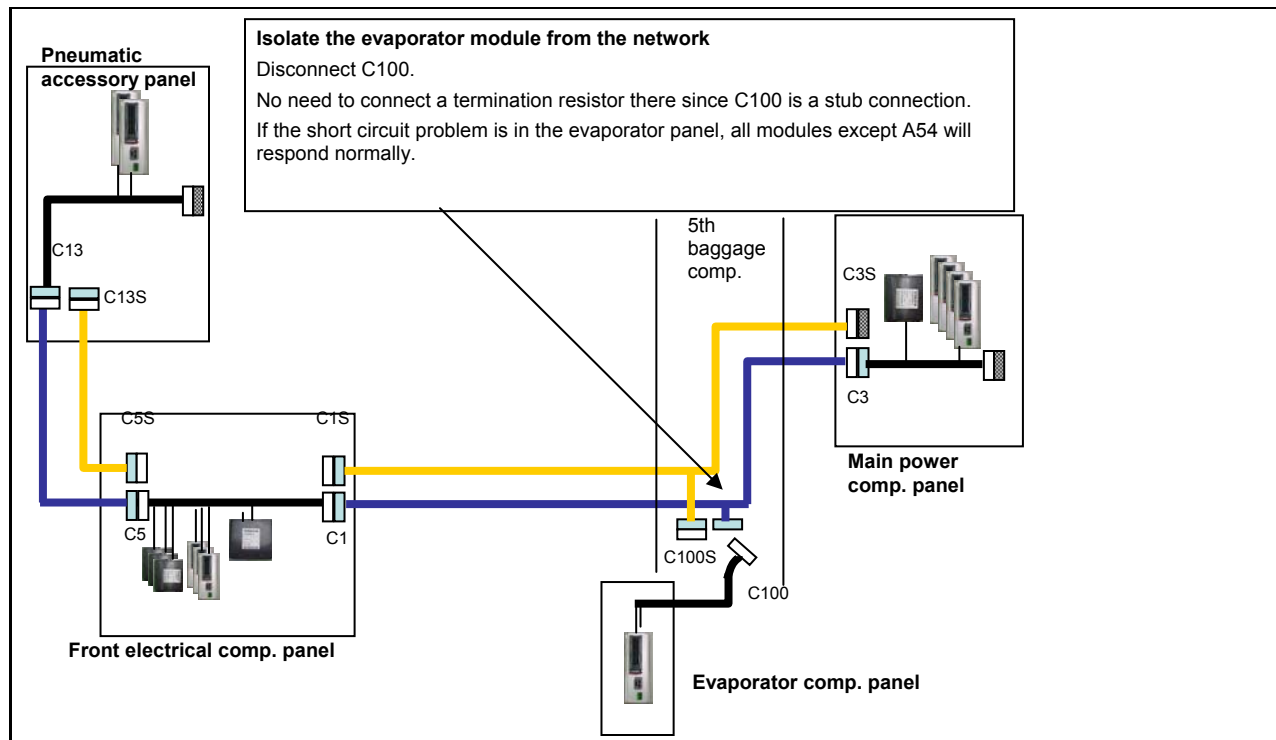 Isolate the evaporator module from the network
Disconnect C100.
No need to connect a termination resistor there since C100 is a stub connection.
If the short circuit problem is in the evaporator panel, all modules except A54 will
respond normally.
Pneumatic
accessory panel
C13
C13S
5th
baggage
comp.
C3S
C3
Main power
comp. panel
C5S
C1S
C5
C1
C100S
C100
Front electrical comp. panel
Evaporator comp. panel